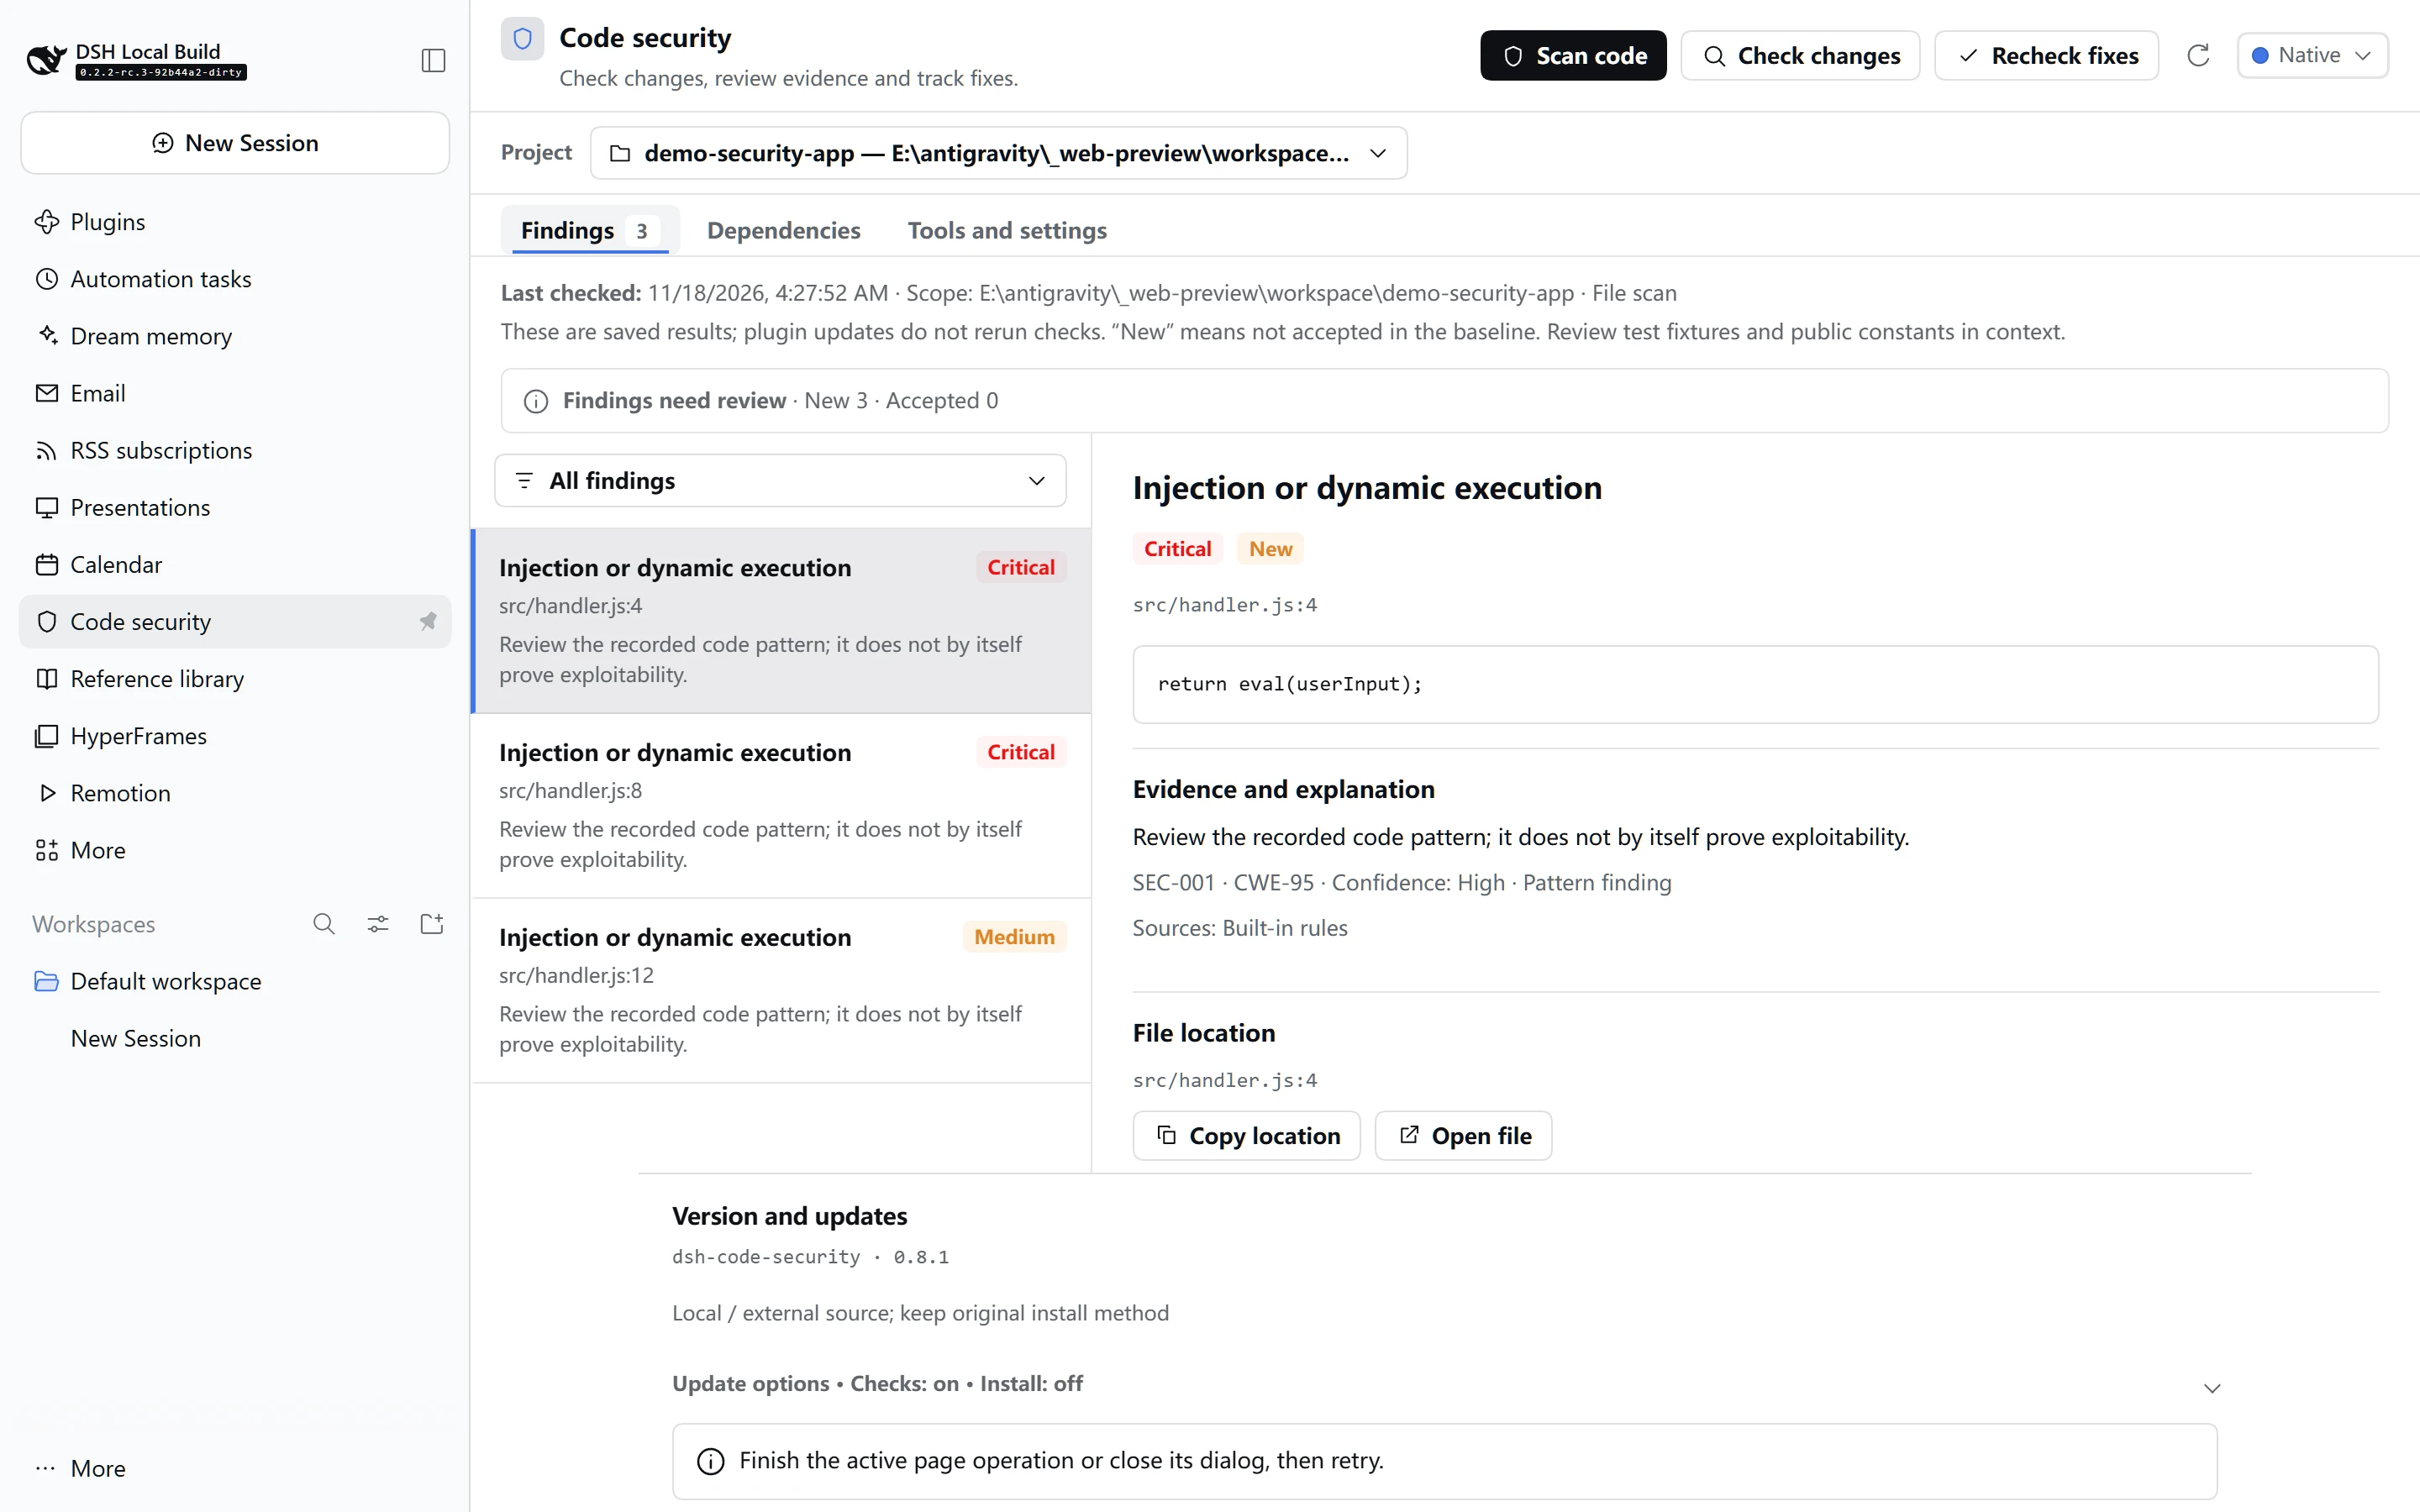 DSH Local Build
0.2.2-rc.3-92b44a2-dirty
New Session
Plugins
Automation tasks
Dream memory
Email
RSS subscriptions
Presentations
Calendar
Code security
Reference library
HyperFrames
Remotion
More
Workspaces
Default workspace
New Session
More
Code security
Check changes, review evidence and track fixes.
Scan code
Check changes
Recheck fixes
Native
Project
demo-security-app — E:\antigravity\_web-preview\workspace...
Findings 3
Dependencies
Tools and settings
Last checked: 11/18/2026, 4:27:52 AM · Scope: E:\antigravity\_web-preview\workspace\demo-security-app · File scan
These are saved results; plugin updates do not rerun checks. “New” means not accepted in the baseline. Review test fixtures and public constants in context.
Findings need review · New 3 · Accepted 0
All findings
Injection or dynamic execution
Critical
src/handler.js:4
Review the recorded code pattern; it does not by itself
prove exploitability.
Injection or dynamic execution
Critical
src/handler.js:8
Review the recorded code pattern; it does not by itself
prove exploitability.
Injection or dynamic execution
Medium
src/handler.js:12
Review the recorded code pattern; it does not by itself
prove exploitability.
Injection or dynamic execution
Critical
New
src/handler.js:4
return eval(userInput);
Evidence and explanation
Review the recorded code pattern; it does not by itself prove exploitability.
SEC-001 · CWE-95 · Confidence: High · Pattern finding
Sources: Built-in rules
File location
src/handler.js:4
Copy location
Open file
Version and updates
dsh-code-security · 0.8.1
Local / external source; keep original install method
Update options • Checks: on • Install: off
Finish the active page operation or close its dialog, then retry.